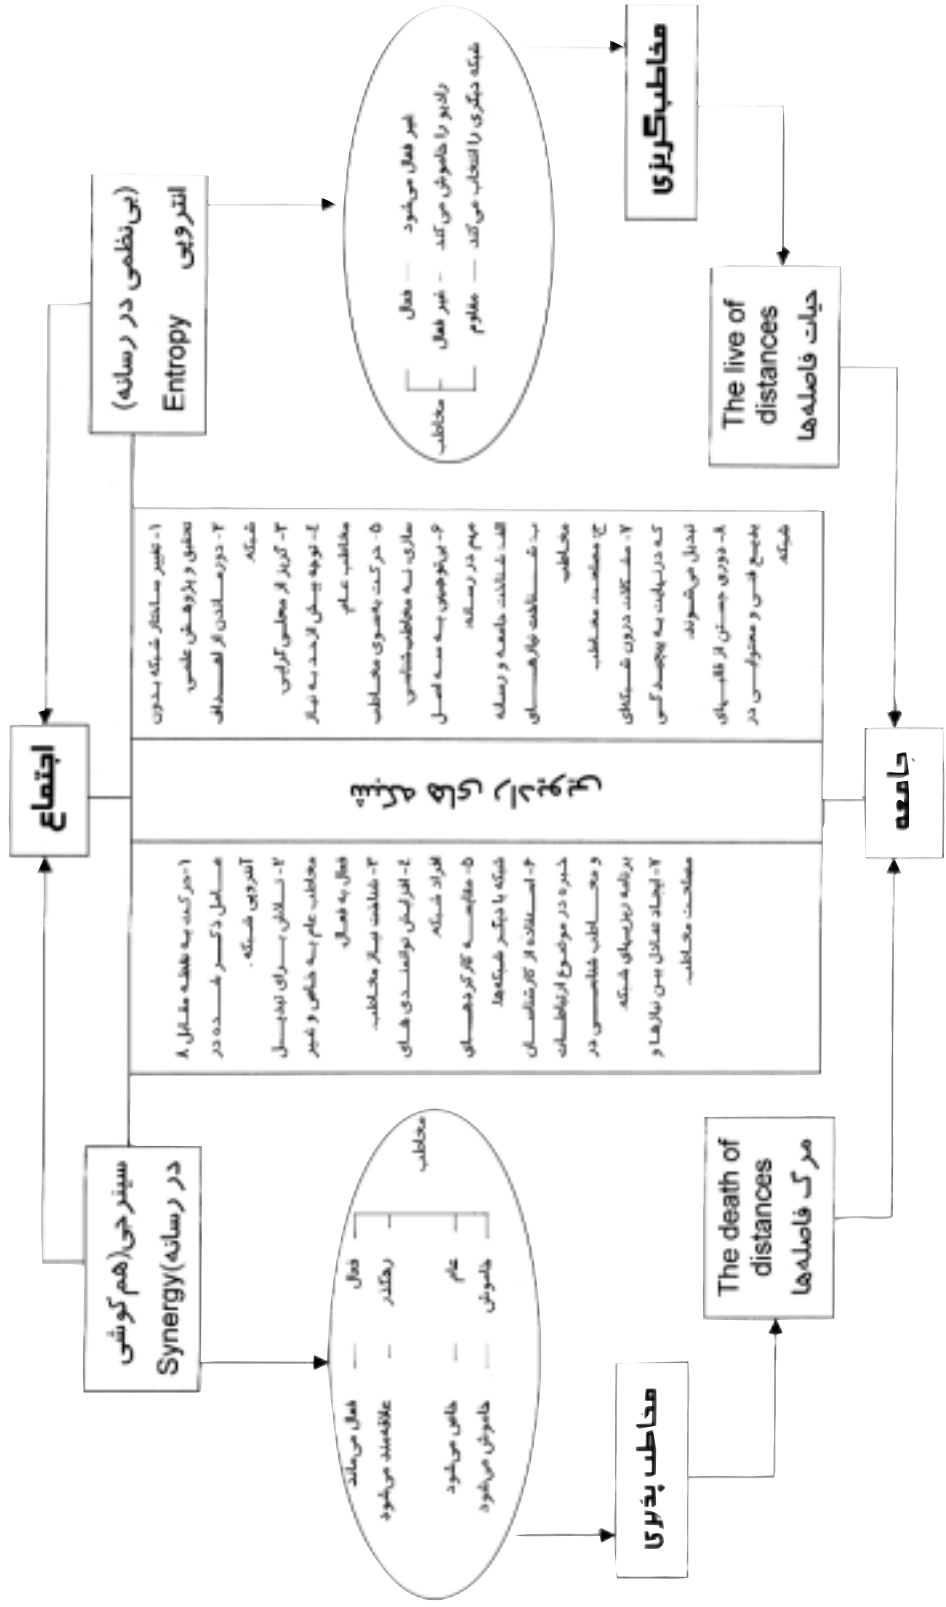 اجتماع
انتروپی Entropy
(بی‌نظمی در رسانه)
سینرجی(هم‌کوشی
در رسانه)Synergy
۱- تغییر ساختار شبکه بدون
تحقیق و پژوهش علمی.
۲- دورماندن از اهداف
شبکه.
۳- گریز از محلی گرایی.
۴- توجه بیش از حد به نیاز
مخاطب عام.
۵- حرکت به سوی مخاطب
سازی، نه مخاطب‌شناسی.
۶- بی‌توجهی به سه اصل
مهم در رسانه:
الف: شناخت جامعه و رسانه
ب: شناخت نیازهای
مخاطب
ج: مصلحت مخاطب.
۷- مشکلات درون شبکه‌ای
که در نهایت به پیچیدگی
تبدیل می‌شوند.
۸- دوری جستن از قالبهای
بدیع فنی و محتوایی در
شبکه.
شبکه های رادیویی
۱-حرکت به نقطه مقابل ۸
عامل ذکر شده در
آنتروپی شبکه.
۲- تلاش برای تبدیل
مخاطب عام به خاص و غیر
فعال به فعال.
۳- شناخت نیاز مخاطب.
۴- افزایش توانمندی های
افراد شبکه.
۵- مقایسه کارکردهای
شبکه با دیگر شبکه‌ها.
۶- استفاده از کارشناسان
خبره در موضوع ارتباطات
و مخاطب شناسی در
برنامه ریزیهای شبکه.
۷- ایجاد تعادل بین نیازها و
مصلحت مخاطب.
مخاطب
فعال — غیر فعال می‌شود
غیر فعال — رادیو را خاموش می‌کند
مقاوم — شبکه دیگری را انتخاب می‌کند
مخاطب
فعال — فعال می‌ماند
رهگذر — علاقه‌مند می‌شود
عام — خاص می‌شود
خاموش — خاموش می‌شود
مخاطب‌گریزی
مخاطب پذیری
The live of
distances
حیات فاصله‌ها
The death of
distances
مرگ فاصله‌ها
جامعه